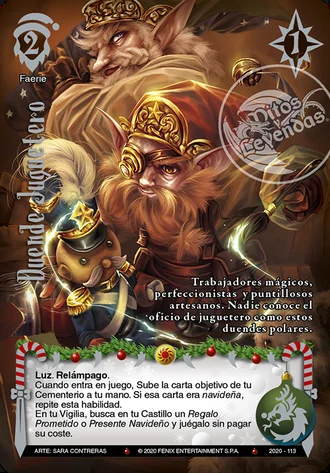 2
1
Faerie
Mitos
y
Leyendas
Duende Juguetero
Trabajadores mágicos,
perfeccionistas y puntillosos
artesanos. Nadie conoce el
oficio de juguetero como estos
duendes polares.
Luz. Relámpago.
Cuando entra en juego, Sube la carta objetivo de tu
Cementerio a tu mano. Si esa carta era navideña,
repite esta habilidad.
En tu Vigilia, busca en tu Castillo un Regalo
Prometido o Presente Navideño y juégalo sin pagar
su coste.
ARTE: SARA CONTRERAS
© 2020 FENIX ENTERTAINMENT S.P.A.
2020 - 113